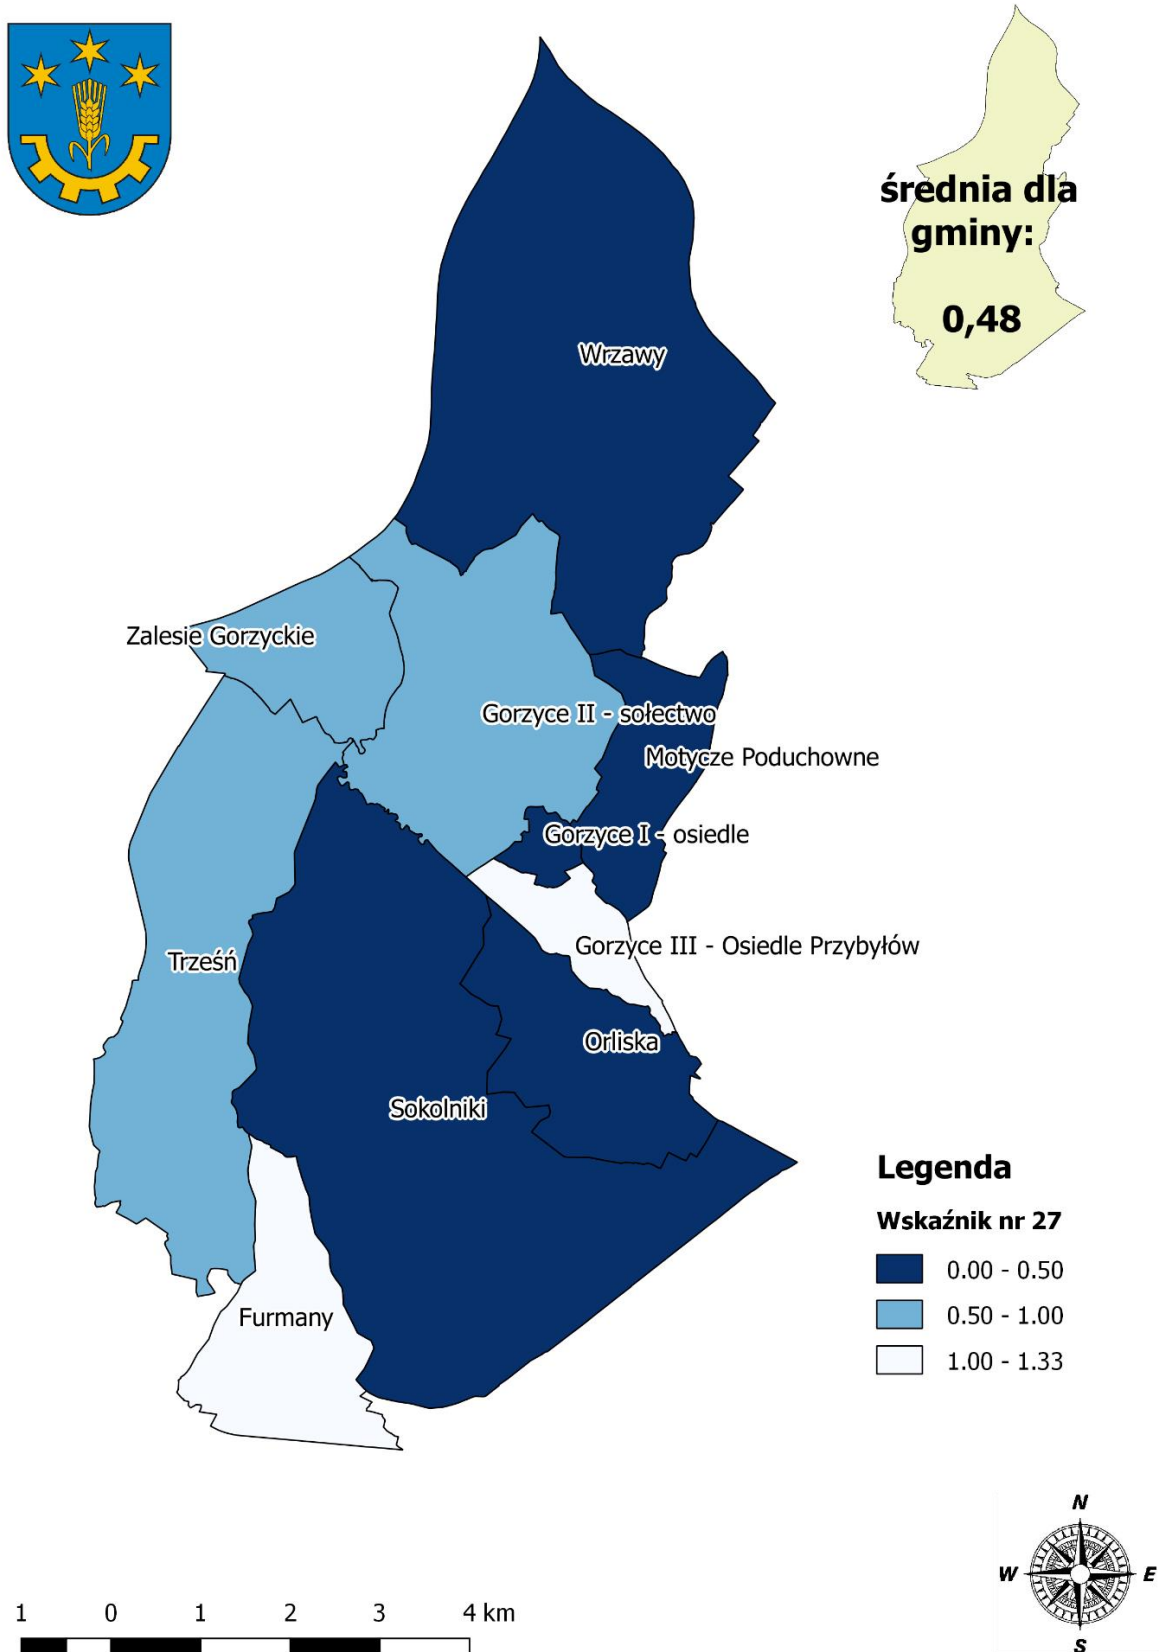 średnia dla
gminy:
0,48
Wrzawy
Zalesie Gorzyckie
Gorzyce II - sołectwo
Motycze Poduchowne
Gorzyce I - osiedle
Gorzyce III - Osiedle Przybyłów
Trześń
Orliska
Sokolniki
Furmany
Legenda
Wskaźnik nr 27
0.00 - 0.50
0.50 - 1.00
1.00 - 1.33
N
W E
S
1 0 1 2 3 4 km